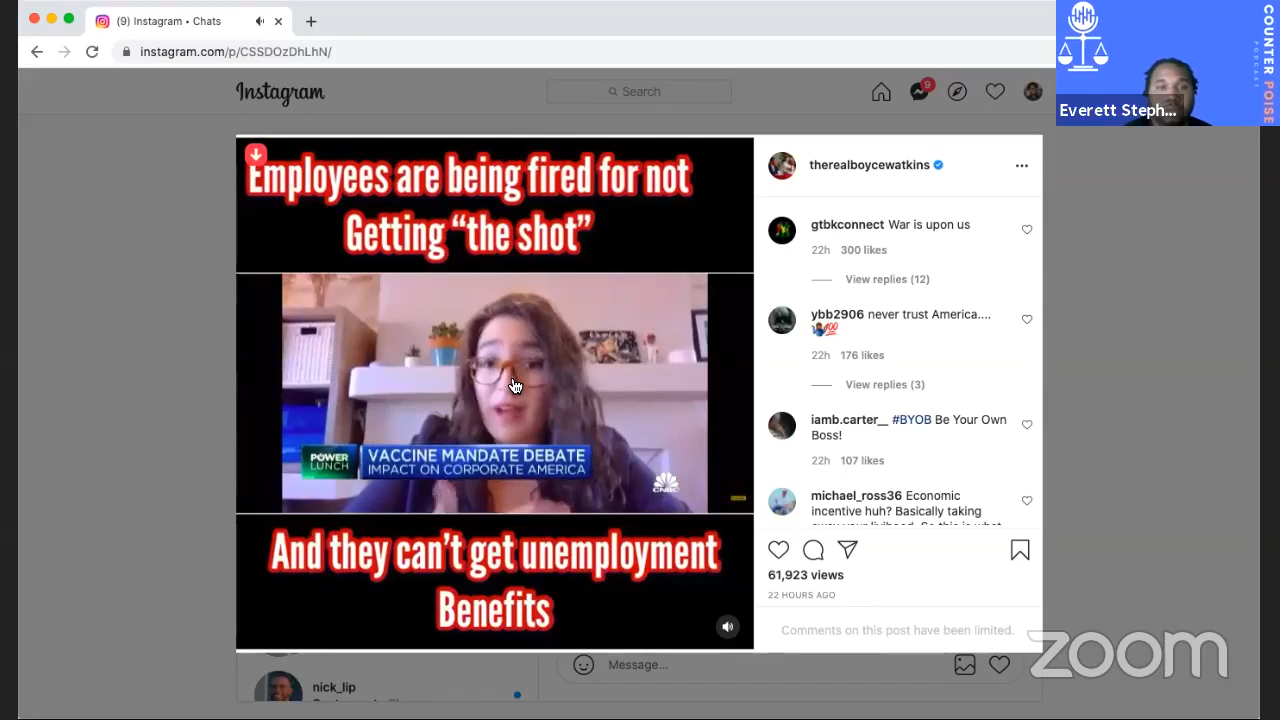 (9) Instagram • Chats
instagram.com/p/CSSDOzDhLhN/
Instagram
Search
9
COUNTER POISE
PODCAST
Everett Steph...
Employees are being fired for not
Getting “the shot”
POWER
LUNCH
VACCINE MANDATE DEBATE
IMPACT ON CORPORATE AMERICA
CNBC
And they can’t get unemployment
Benefits
therealboycewatkins
gtbkconnect War is upon us
22h 300 likes
View replies (12)
ybb2906 never trust America....
22h 176 likes
View replies (3)
iamb.carter__ #BYOB Be Your Own
Boss!
22h 107 likes
michael_ross36 Economic
incentive huh? Basically taking
61,923 views
22 HOURS AGO
Comments on this post have been limited.
Message...
nick_lip
zoom